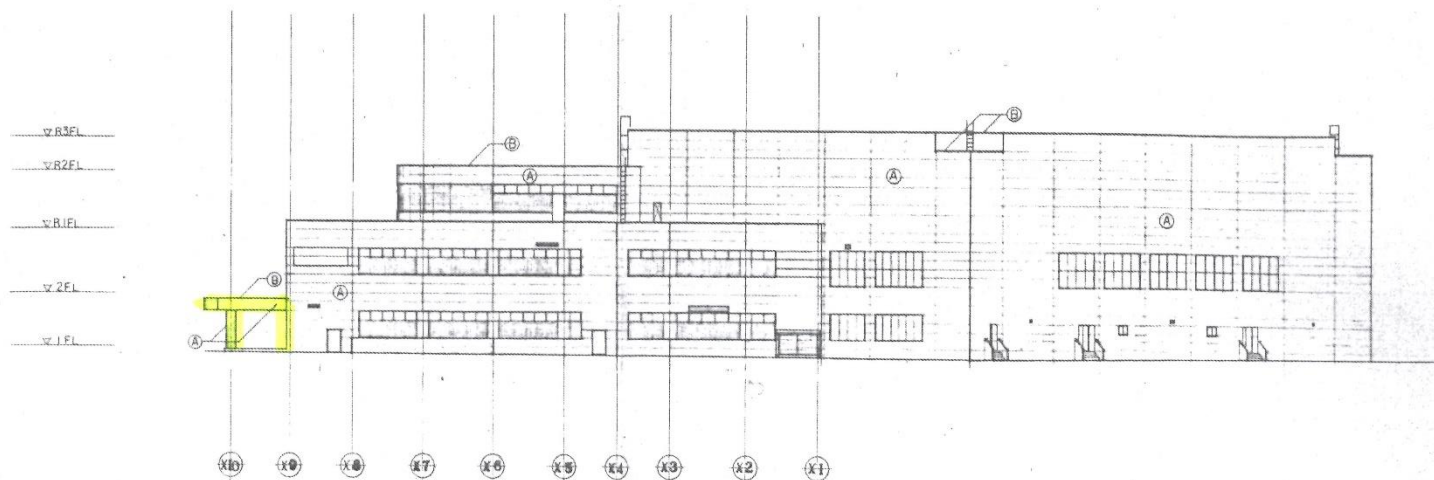 ▽R3FL
▽R2FL
▽R1FL
▽2FL
▽1FL
B
B
A
A
A
B
A
A
X10 X9 X8 X7 X6 X5 X4 X3 X2 X1